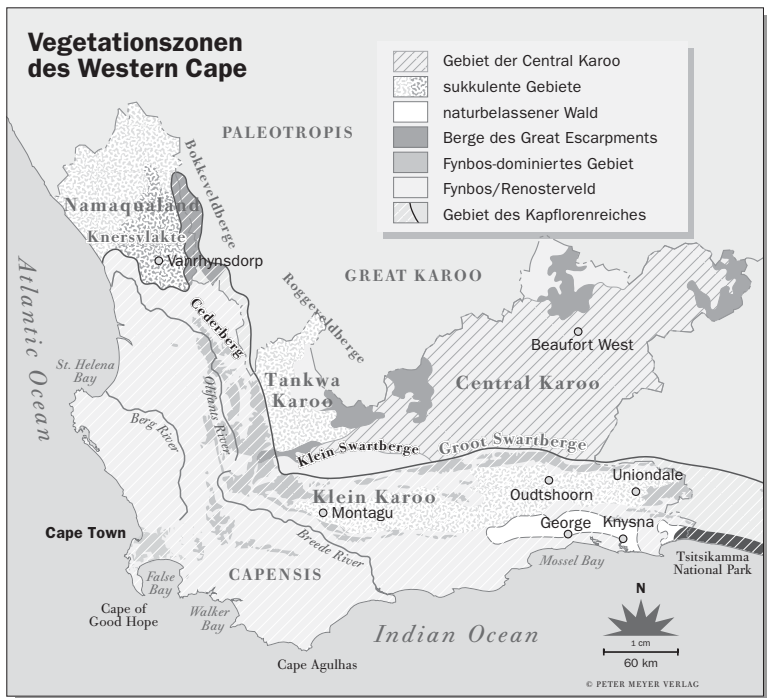 Vegetationszonen
des Western Cape
Gebiet der Central Karoo
sukkulente Gebiete
naturbelassener Wald
Berge des Great Escarpments
Fynbos-dominiertes Gebiet
Fynbos/Renosterveld
Gebiet des Kapflorenreiches
PALEOTROPIS
Bokkeveldberge
Namaqualand
Knersvlakte
Vanrhynsdorp
Atlantic Ocean
GREAT KAROO
Roggeveldberge
Cederberg
Beaufort West
St. Helena
Bay
Olifants River
Tankwa
Karoo
Central Karoo
Berg River
Klein Swartberge
Groot Swartberge
Uniondale
Klein Karoo
Oudtshoorn
Montagu
George
Knysna
Cape Town
Breede River
Mossel Bay
Tsitsikamma
National Park
False
Bay
CAPENSIS
Cape of
Good Hope
Walker
Bay
N
Indian Ocean
1 cm
60 km
Cape Agulhas
© PETER MEYER VERLAG